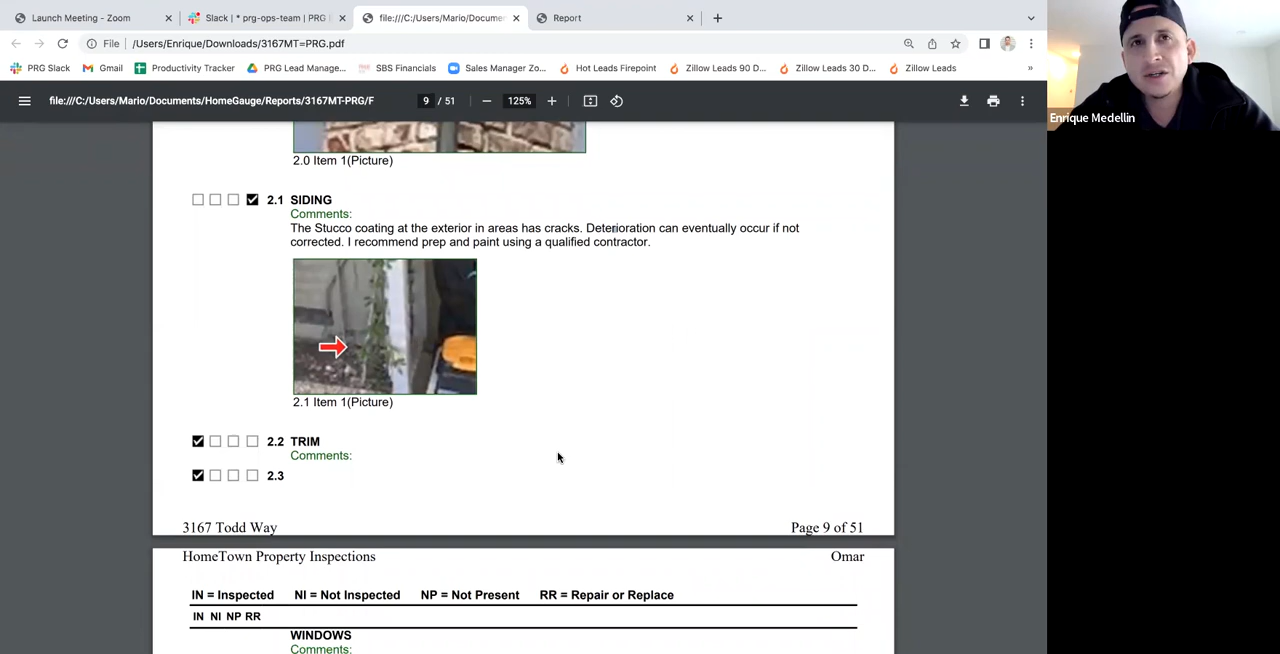 Launch Meeting - Zoom
Slack | * prg-ops-team | PRG
file:///C:/Users/Mario/Docume
Report
File
/Users/Enrique/Downloads/3167MT=PRG.pdf
PRG Slack
Gmail
Productivity Tracker
PRG Lead Manage...
SBS Financials
Sales Manager Zo...
Hot Leads Firepoint
Zillow Leads 90 D...
Zillow Leads 30 D...
Zillow Leads
»
file:///C:/Users/Mario/Documents/HomeGauge/Reports/3167MT-PRG/F
9 / 51
125%
Enrique Medellin
2.0 Item 1(Picture)
2.1 SIDING
Comments:
The Stucco coating at the exterior in areas has cracks. Deterioration can eventually occur if not
corrected. I recommend prep and paint using a qualified contractor.
2.1 Item 1(Picture)
2.2 TRIM
Comments:
2.3
3167 Todd Way
Page 9 of 51
HomeTown Property Inspections
Omar
IN = Inspected NI = Not Inspected NP = Not Present RR = Repair or Replace
IN NI NP RR
WINDOWS
Comments: